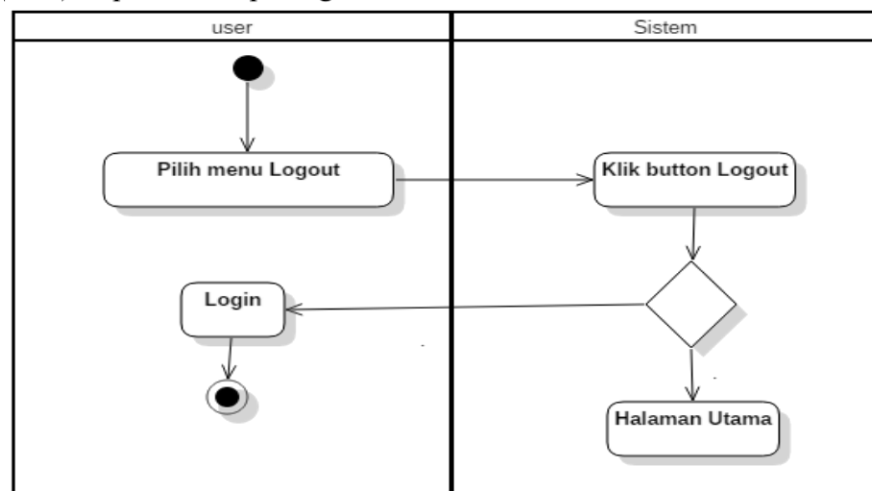 user
Sistem
Pilih menu Logout
Klik button Logout
Login
Halaman Utama